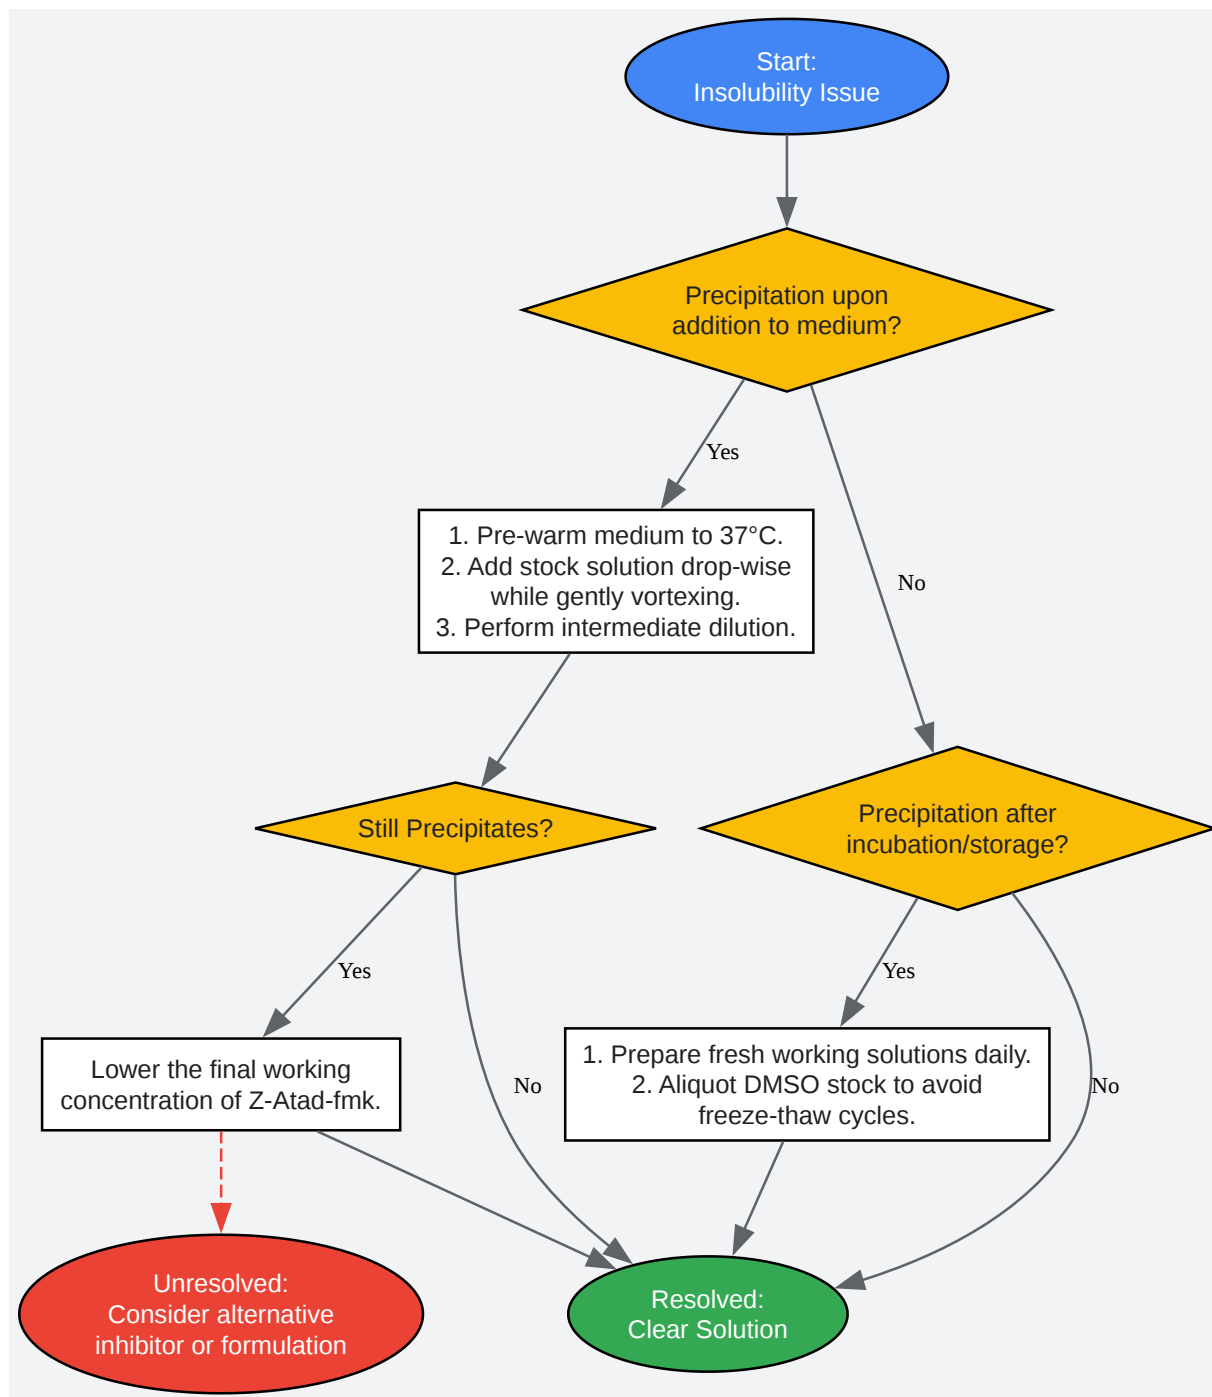 Start:
Insolubility Issue
Precipitation upon
addition to medium?
Yes
No
1. Pre-warm medium to 37°C.
2. Add stock solution drop-wise
while gently vortexing.
3. Perform intermediate dilution.
Still Precipitates?
Precipitation after
incubation/storage?
Yes
No
Yes
No
Lower the final working
concentration of Z-Atad-fmk.
1. Prepare fresh working solutions daily.
2. Aliquot DMSO stock to avoid
freeze-thaw cycles.
Unresolved:
Consider alternative
inhibitor or formulation
Resolved:
Clear Solution